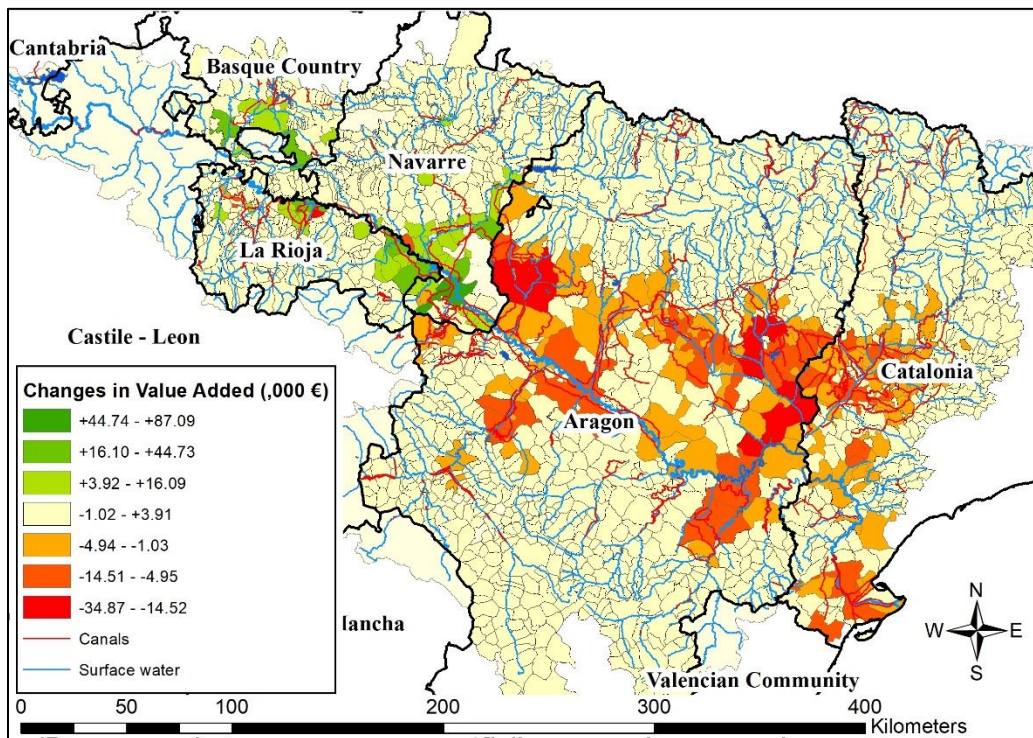 Cantabria
Basque Country
Navarre
La Rioja
Castile - Leon
Catalonia
Aragon
Changes in Value Added (,000 €)
+44.74 - +87.09
+16.10 - +44.73
+3.92 - +16.09
-1.02 - +3.91
-4.94 - -1.03
-14.51 - -4.95
-34.87 - -14.52
Canals
Surface water
N
W E
S
Valencian Community
0 25 50 100 200 300 400
Kilometers